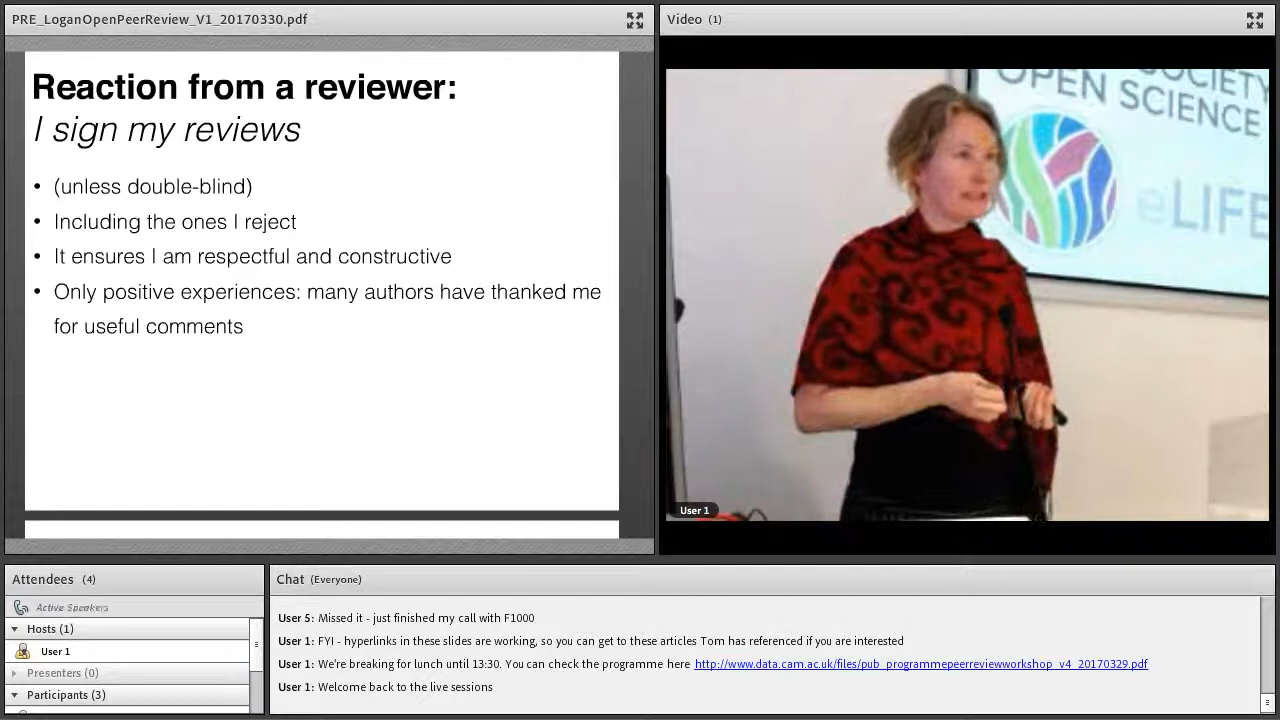 PRE_LoganOpenPeerReview_V1_20170330.pdf
Reaction from a reviewer:
I sign my reviews
• (unless double-blind)
• Including the ones I reject
• It ensures I am respectful and constructive
• Only positive experiences: many authors have thanked me
for useful comments
Video (1)
SOCIETY
OPEN SCIENCE
eLIFE
User 1
Attendees (4)
Active Speakers
Hosts (1)
User 1
Presenters (0)
Participants (3)
Chat (Everyone)
User 5: Missed it - just finished my call with F1000
User 1: FYI - hyperlinks in these slides are working, so you can get to these articles Tom has referenced if you are interested
User 1: We're breaking for lunch until 13:30. You can check the programme here http://www.data.cam.ac.uk/files/pub_programmepeerreviewworkshop_v4_20170329.pdf
User 1: Welcome back to the live sessions